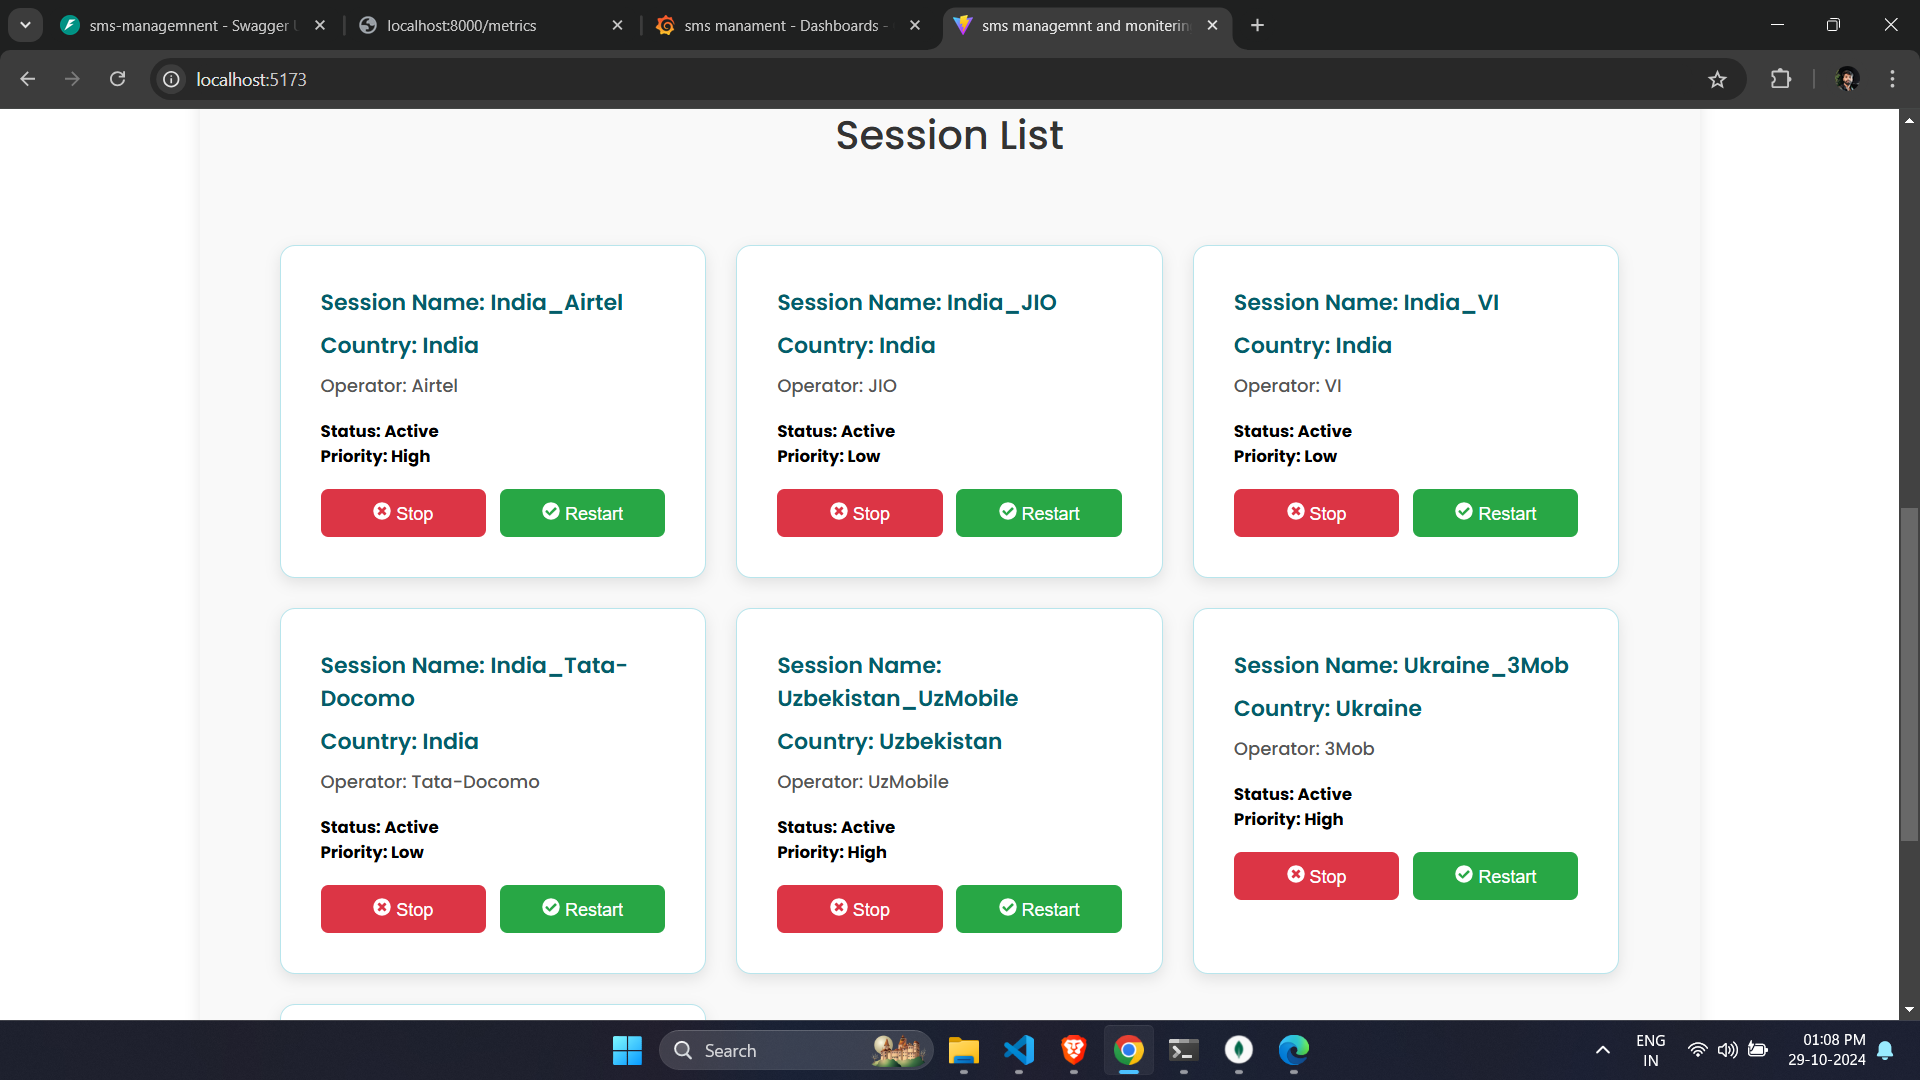 sms-managemnent - Swagger U
localhost:8000/metrics
sms manament - Dashboards -
sms managemnt and moniterin
localhost:5173
Session List
Session Name: India_Airtel
Country: India
Operator: Airtel
Status: Active
Priority: High
Stop
Restart
Session Name: India_JIO
Country: India
Operator: JIO
Status: Active
Priority: Low
Stop
Restart
Session Name: India_VI
Country: India
Operator: VI
Status: Active
Priority: Low
Stop
Restart
Session Name: India_Tata-
Docomo
Country: India
Operator: Tata-Docomo
Status: Active
Priority: Low
Stop
Restart
Session Name:
Uzbekistan_UzMobile
Country: Uzbekistan
Operator: UzMobile
Status: Active
Priority: High
Stop
Restart
Session Name: Ukraine_3Mob
Country: Ukraine
Operator: 3Mob
Status: Active
Priority: High
Stop
Restart
Search
ENG
IN
01:08 PM
29-10-2024